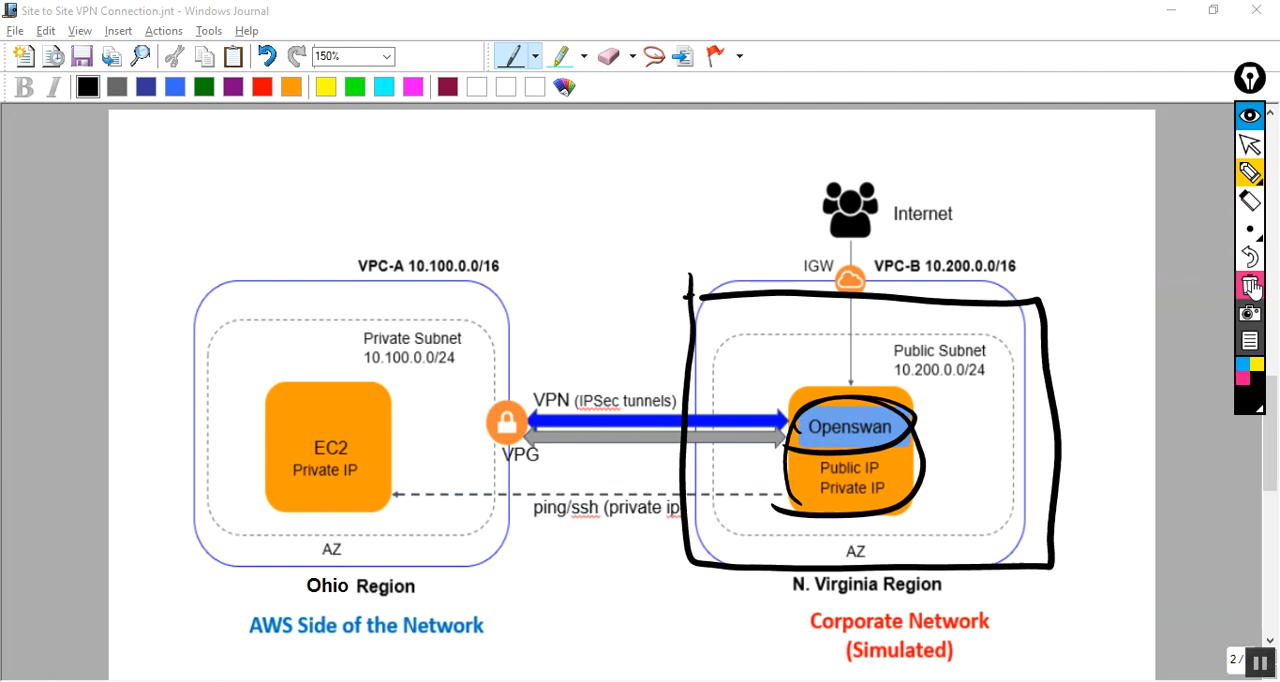 Site to Site VPN Connection.jnt - Windows Journal
File Edit View Insert Actions Tools Help
150%
B I
Internet
VPC-A 10.100.0.0/16
IGW
VPC-B 10.200.0.0/16
Private Subnet
10.100.0.0/24
Public Subnet
10.200.0.0/24
VPN (IPSec tunnels)
Openswan
EC2
Private IP
VPG
Public IP
Private IP
ping/ssh (private ip
AZ
AZ
Ohio Region
N. Virginia Region
AWS Side of the Network
Corporate Network
(Simulated)
2/